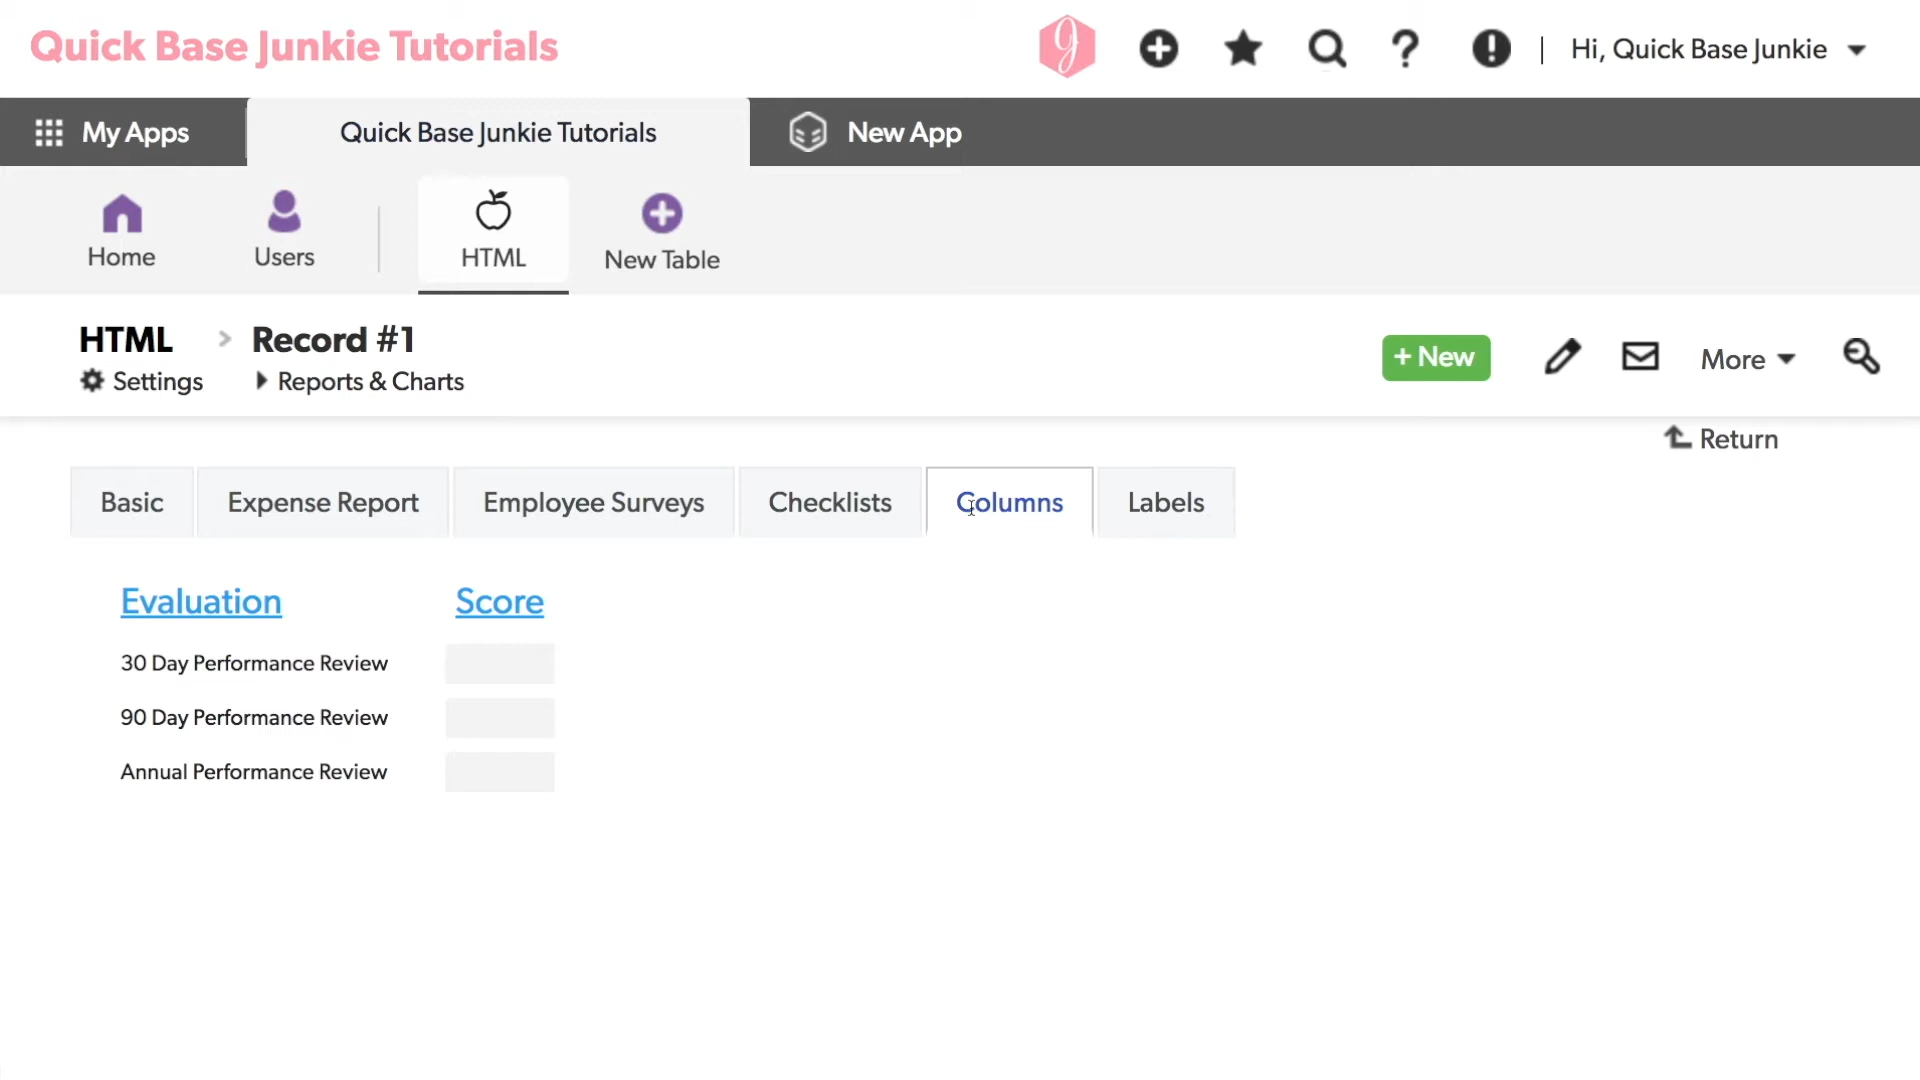 Quick Base Junkie Tutorials
j
?
!
| Hi, Quick Base Junkie
My Apps
Quick Base Junkie Tutorials
New App
Home
Users
HTML
New Table
HTML > Record #1
Settings
Reports & Charts
+ New
More
Return
Basic
Expense Report
Employee Surveys
Checklists
Columns
Labels
Evaluation
Score
30 Day Performance Review
90 Day Performance Review
Annual Performance Review